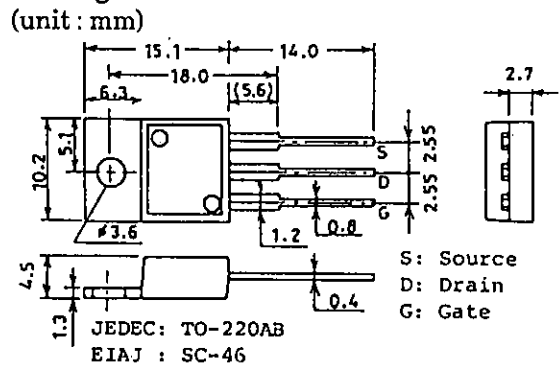 (unit : mm)
15.1
14.0
18.0
6.3
(5.6)
2.7
5.1
10.2
S
D
G
2.55
2.55
ø3.6
1.2
0.8
4.5
1.3
0.4
S: Source
D: Drain
G: Gate
JEDEC: TO-220AB
EIAJ : SC-46